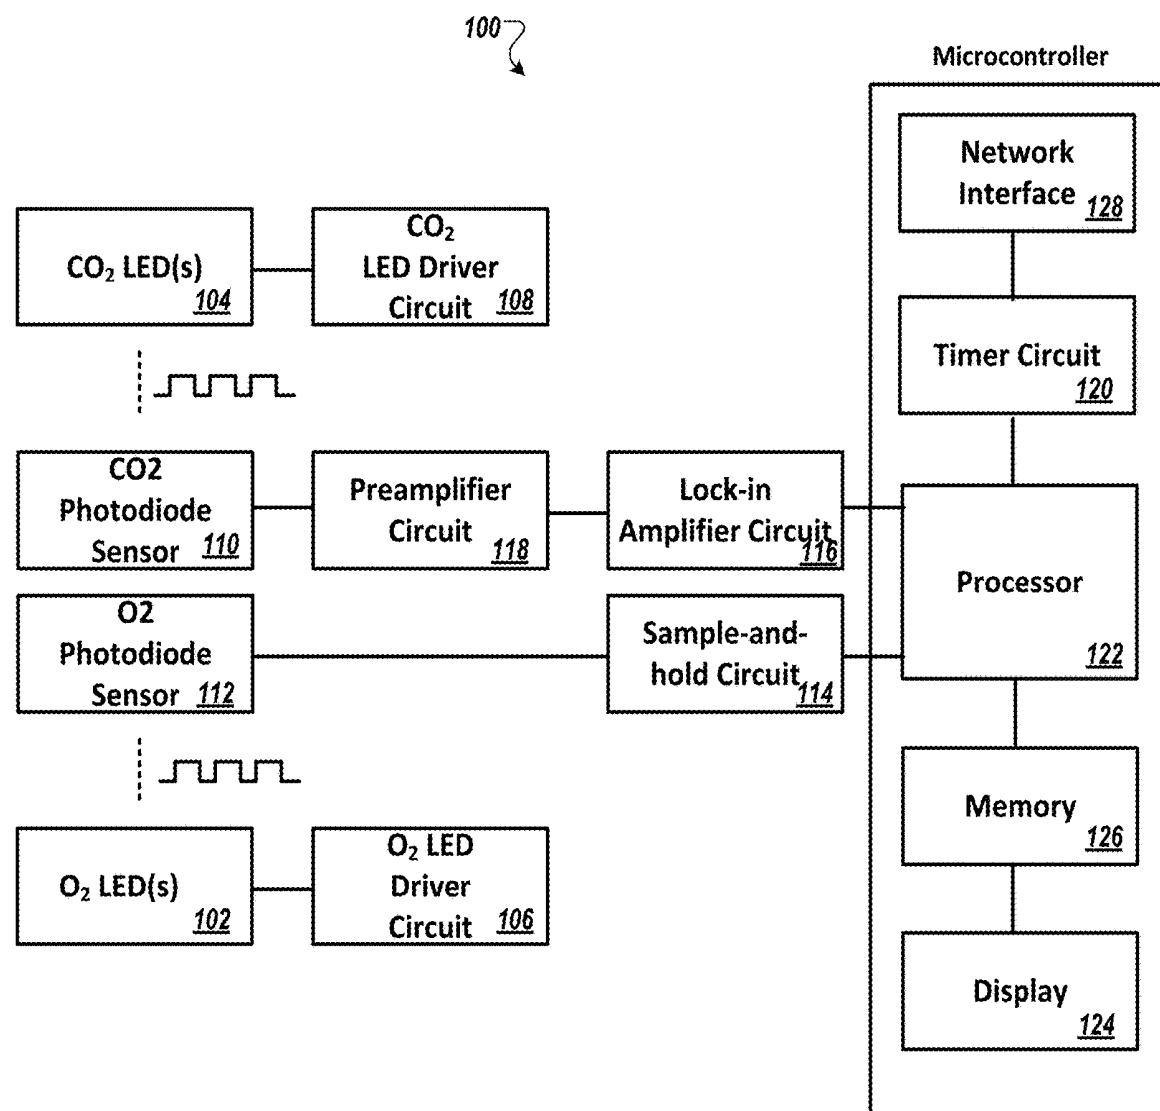 100
Microcontroller
Network
Interface
128
CO₂ LED(s)
104
CO₂
LED Driver
Circuit
108
Timer Circuit
120
CO2
Photodiode
Sensor
110
Preamplifier
Circuit
118
Lock-in
Amplifier Circuit
116
Processor
122
O2
Photodiode
Sensor
112
Sample-and-
hold Circuit
114
Memory
126
O₂ LED(s)
102
O₂ LED
Driver
Circuit
106
Display
124